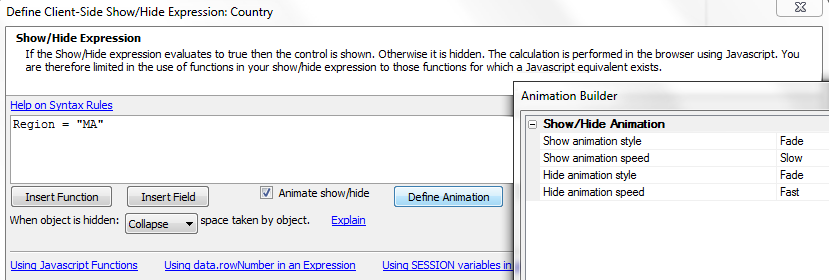 Define Client-Side Show/Hide Expression: Country
Show/Hide Expression
If the Show/Hide expression evaluates to true then the control is shown. Otherwise it is hidden. The calculation is performed in the browser using Javascript. You
are therefore limited in the use of functions in your show/hide expression to those functions for which a Javascript equivalent exists.
Help on Syntax Rules
Region = "MA"
Insert Function
Insert Field
Animate show/hide
Define Animation
When object is hidden: Collapse space taken by object. Explain
Using Javascript Functions
Using data.rowNumber in an Expression
Using SESSION variables in
Animation Builder
Show/Hide Animation
Show animation style Fade
Show animation speed Slow
Hide animation style Fade
Hide animation speed Fast